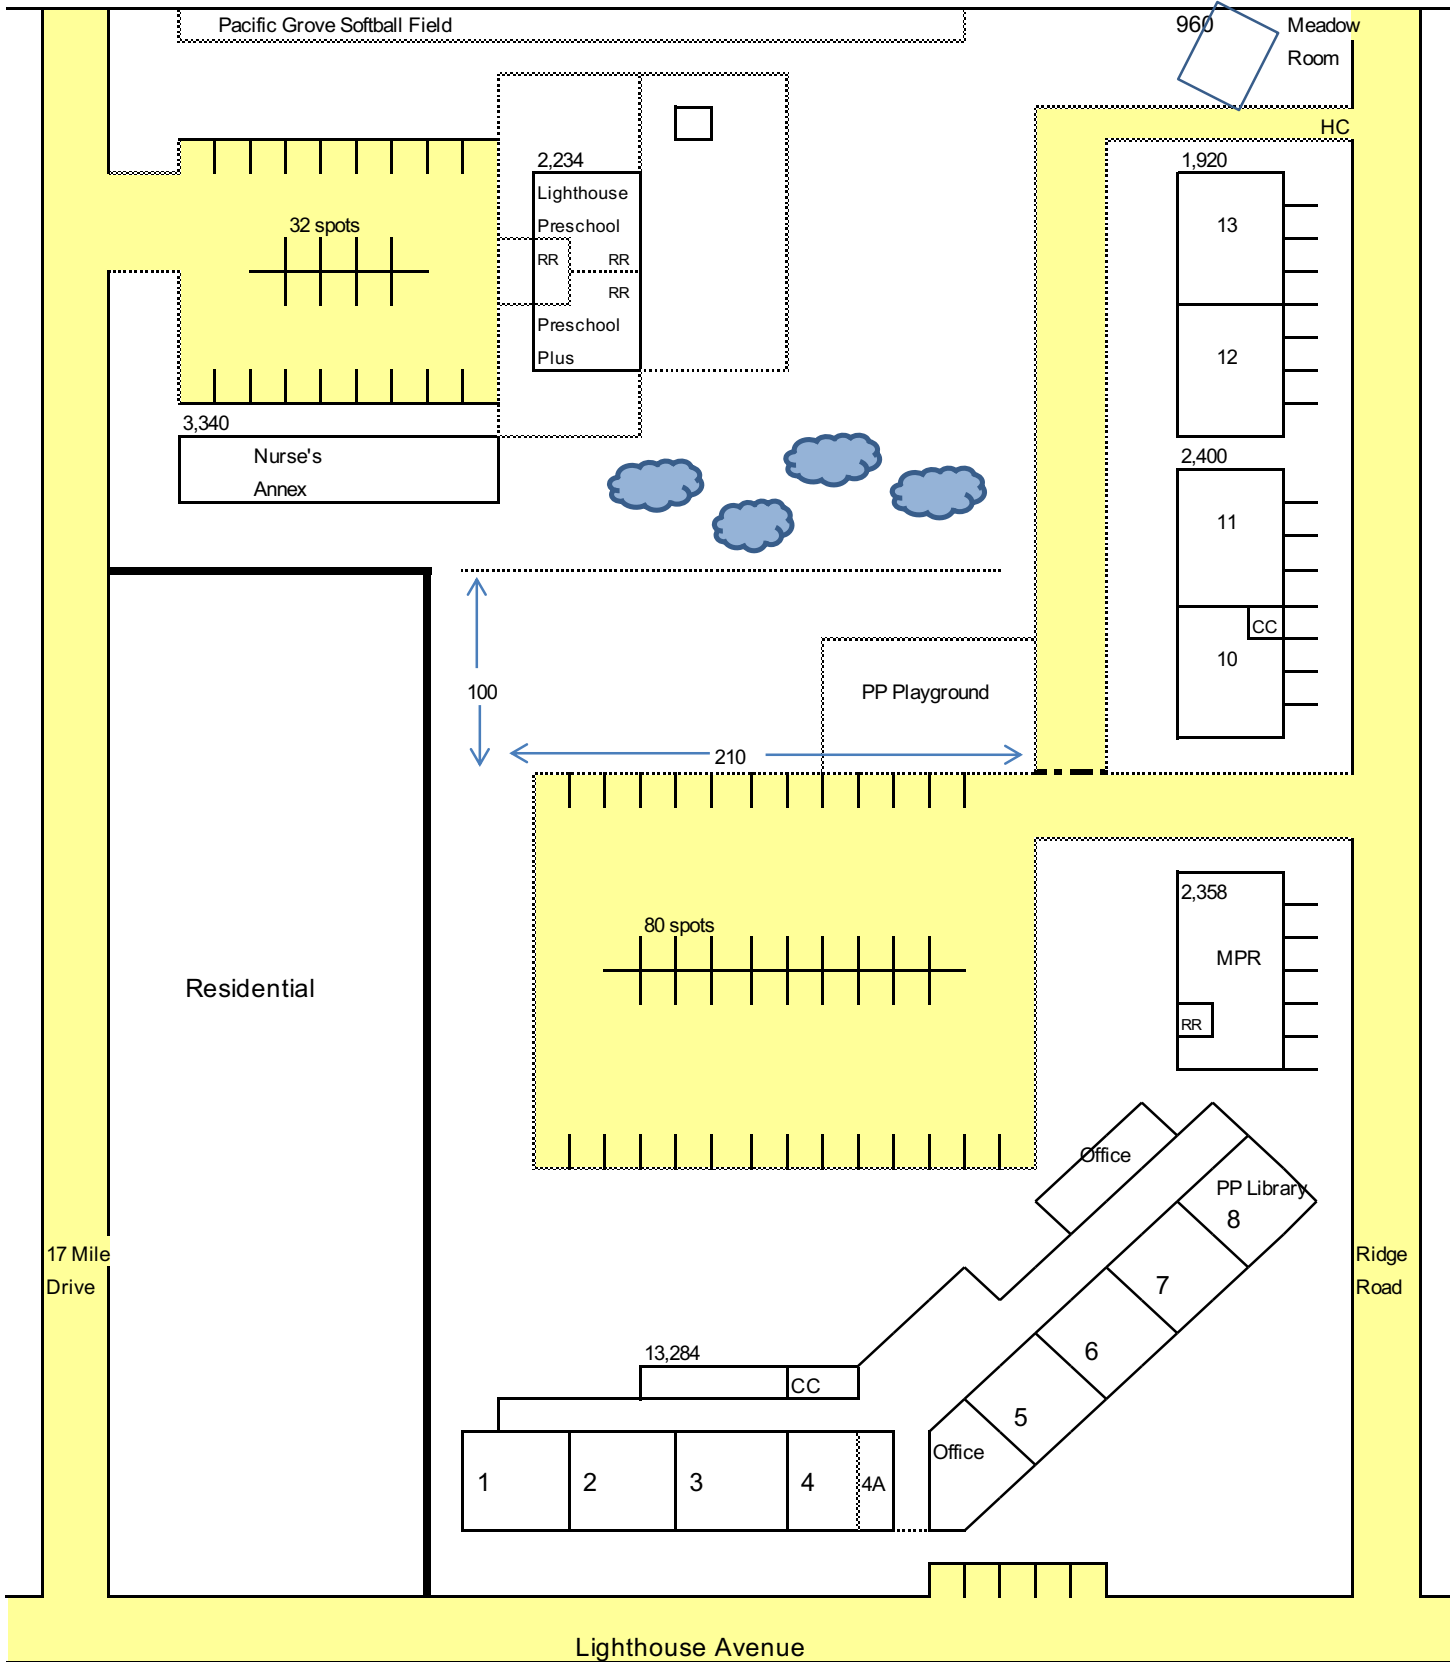 Pacific Grove Softball Field
960
Meadow
Room
HC
2,234
Lighthouse
Preschool
RR
RR
RR
Preschool
Plus
1,920
13
12
32 spots
3,340
Nurse's
Annex
2,400
11
CC
10
100
PP Playground
210
80 spots
2,358
MPR
RR
Residential
Office
PP Library
8
7
6
5
Office
17 Mile
Drive
Ridge
Road
13,284
CC
1
2
3
4
4A
Lighthouse Avenue